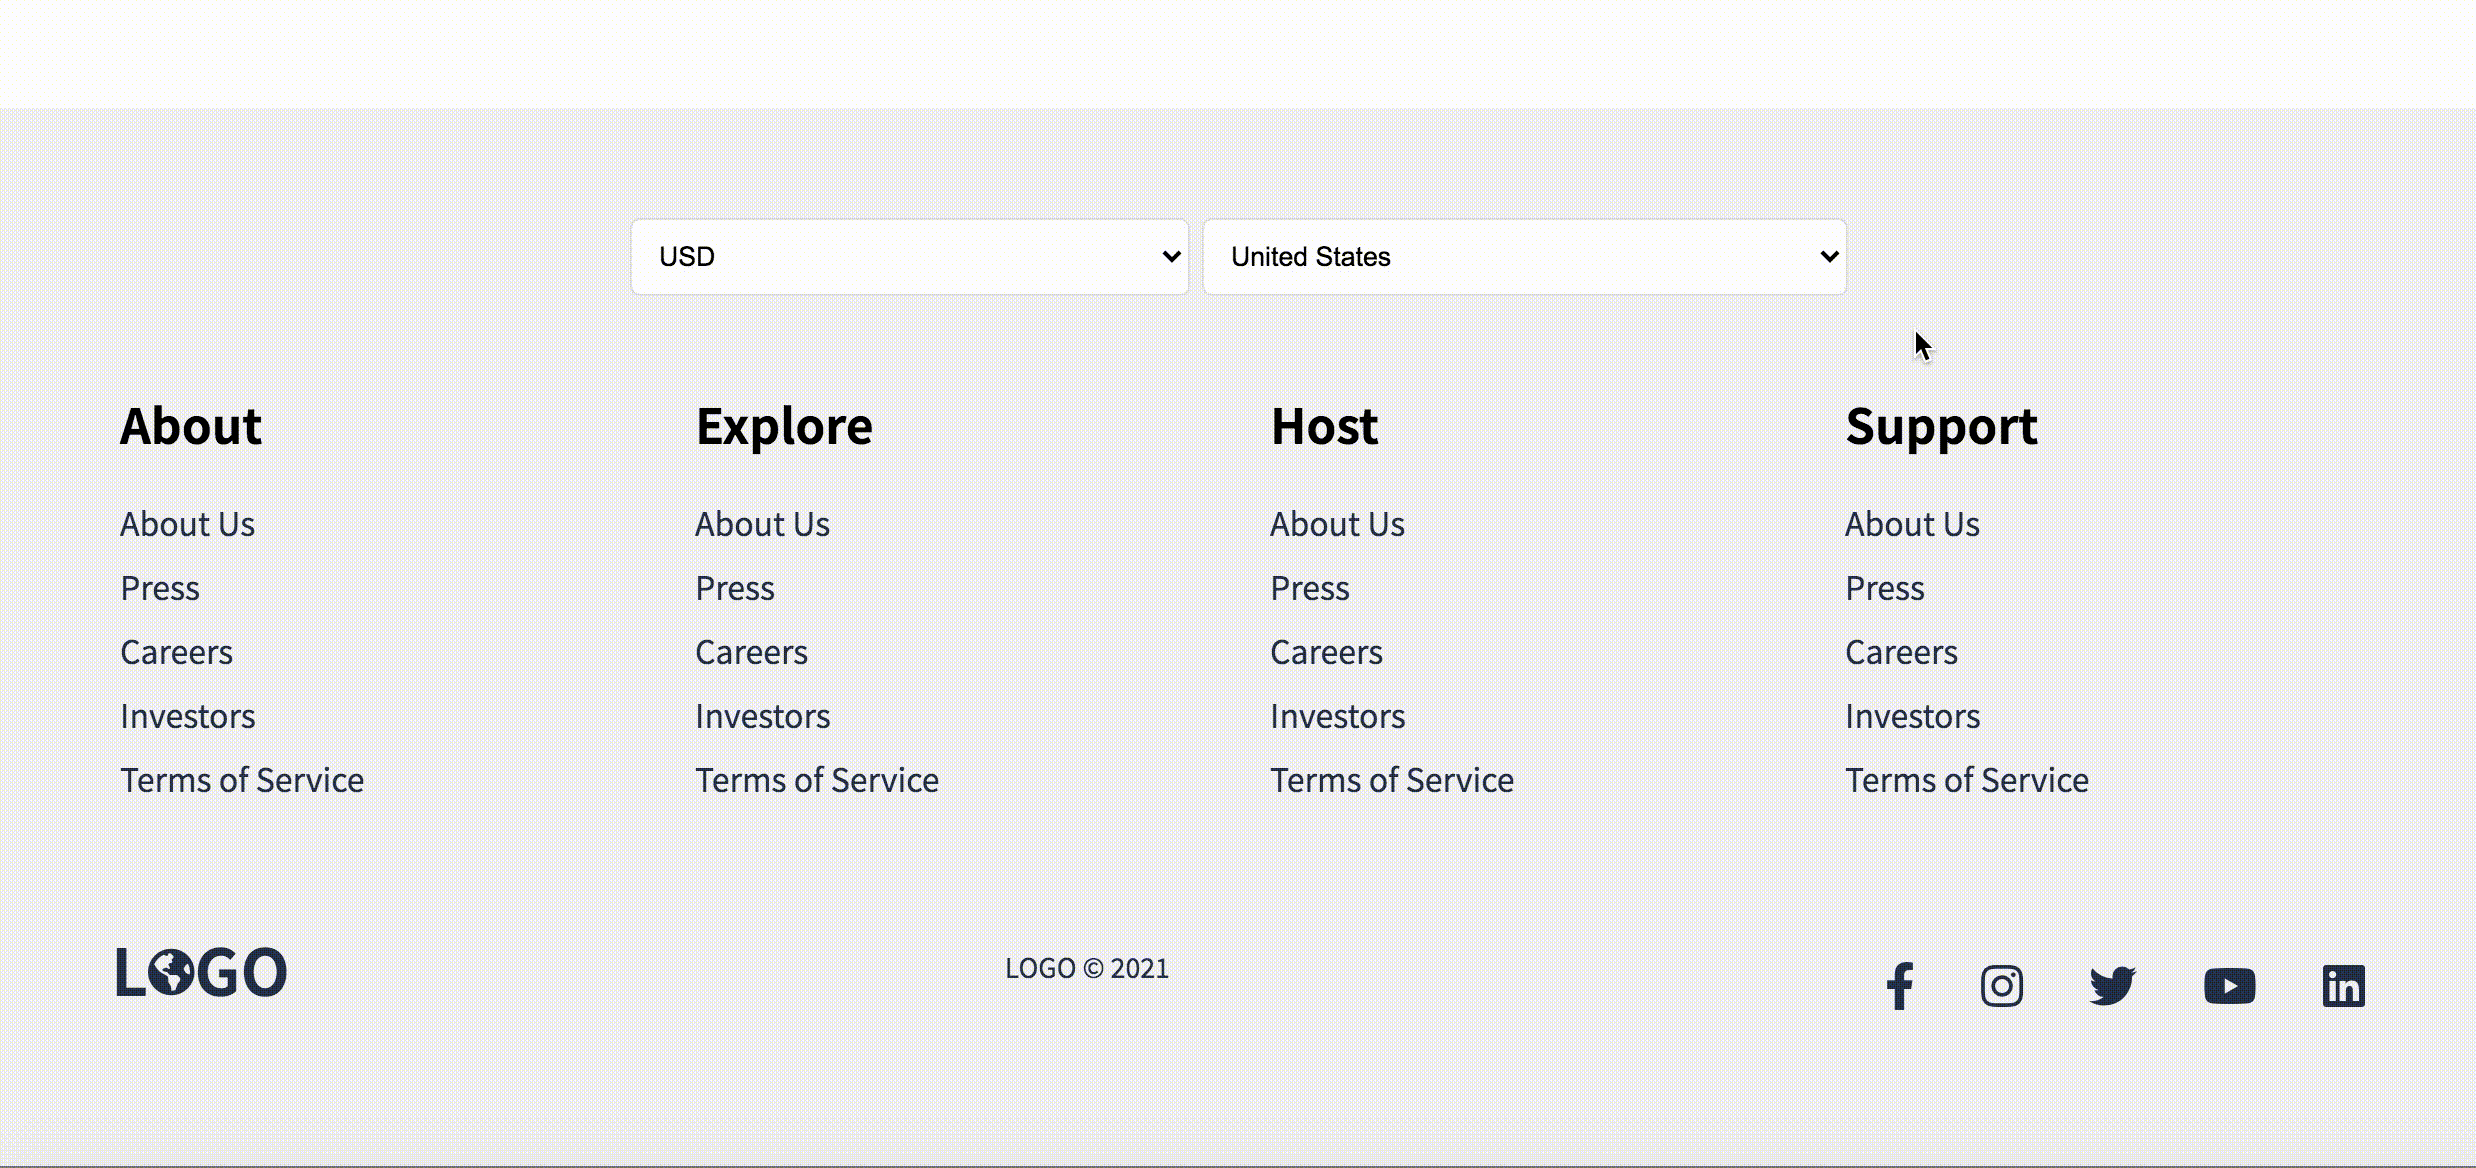 USD United States
About Explore Host Support
About Us About Us About Us About Us
Press Press Press Press
Careers Careers Careers Careers
Investors Investors Investors Investors
Terms of Service Terms of Service Terms of Service Terms of Service
LOGO LOGO © 2021